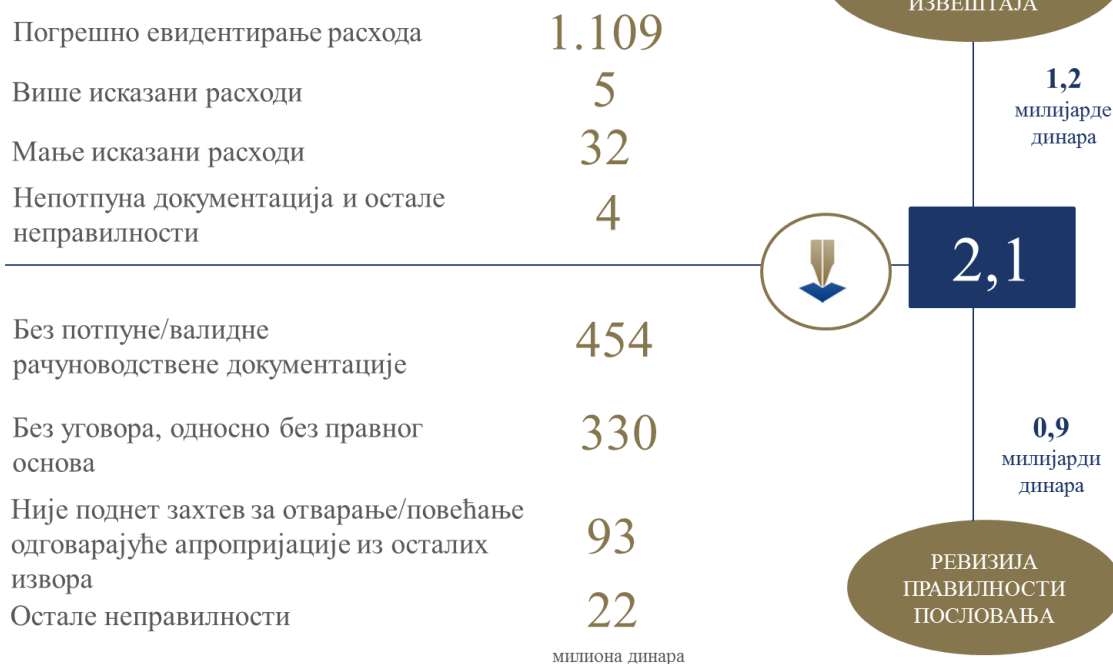 ИЗВЕШТАЈА
Погрешно евидентирање расхода
1.109
Више исказани расходи
5
Мање исказани расходи
32
Непотпуна документација и остале
неправилности
4
1,2
милијарде
динара
2,1
Без потпуне/валидне
рачуноводствене документације
454
Без уговора, односно без правног
основа
330
Није поднет захтев за отварање/повећање
одговарајуће апропријације из осталих
извора
93
Остале неправилности
22
милиона динара
0,9
милијарди
динара
РЕВИЗИЈА
ПРАВИЛНОСТИ
ПОСЛОВАЊА